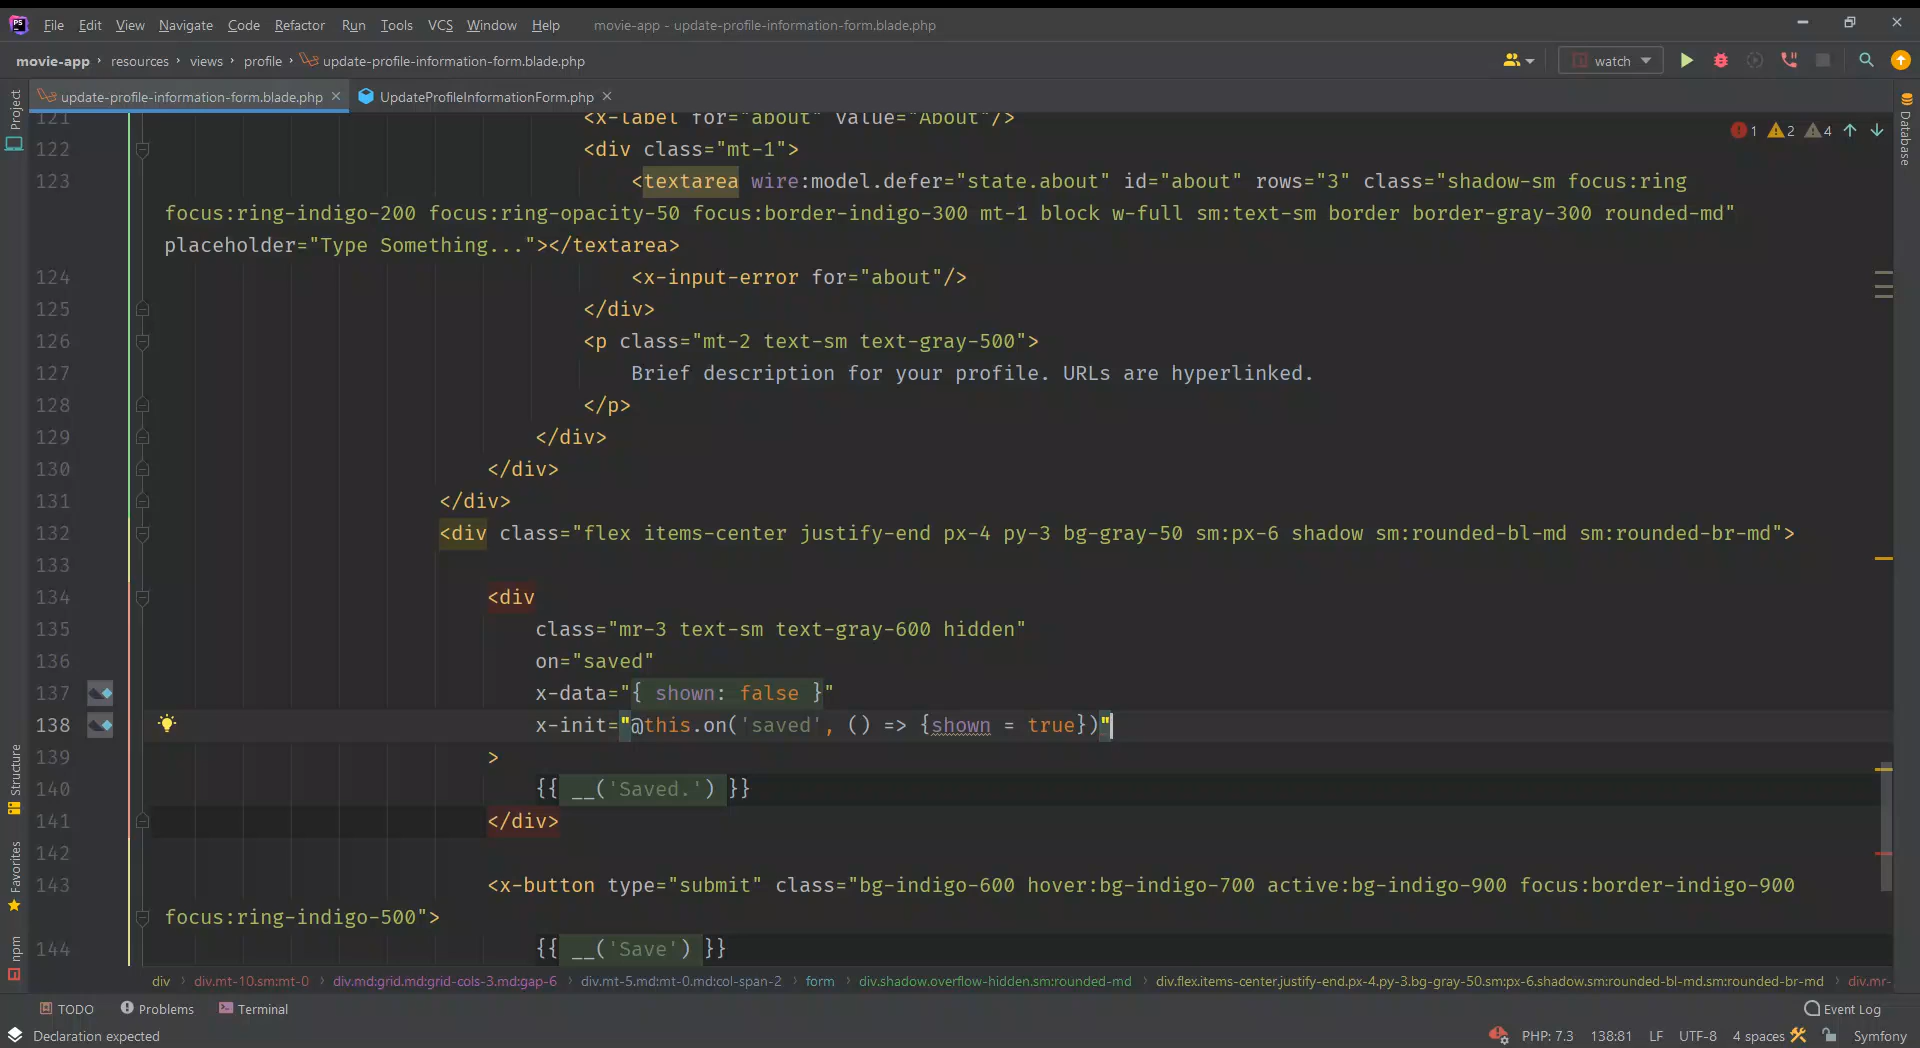 PS File Edit View Navigate Code Refactor Run Tools VCS Window Help movie-app - update-profile-information-form.blade.php
movie-app › resources › views › profile › update-profile-information-form.blade.php watch
update-profile-information-form.blade.php × UpdateProfileInformationForm.php ×
1 2 4
Project
Database
Structure
Favorites
npm
121 <x-label for="about" value="About"/>
122 <div class="mt-1">
123 <textarea wire:model.defer="state.about" id="about" rows="3" class="shadow-sm focus:ring
focus:ring-indigo-200 focus:ring-opacity-50 focus:border-indigo-300 mt-1 block w-full sm:text-sm border border-gray-300 rounded-md"
placeholder="Type Something..."></textarea>
124 <x-input-error for="about"/>
125 </div>
126 <p class="mt-2 text-sm text-gray-500">
127 Brief description for your profile. URLs are hyperlinked.
128 </p>
129 </div>
130 </div>
131 </div>
132 <div class="flex items-center justify-end px-4 py-3 bg-gray-50 sm:px-6 shadow sm:rounded-bl-md sm:rounded-br-md">
133
134 <div
135 class="mr-3 text-sm text-gray-600 hidden"
136 on="saved"
137 x-data="{ shown: false }"
138 x-init="@this.on('saved', () => {shown = true})"
139 >
140 {{ __('Saved.') }}
141 </div>
142
143 <x-button type="submit" class="bg-indigo-600 hover:bg-indigo-700 active:bg-indigo-900 focus:border-indigo-900
focus:ring-indigo-500">
144 {{ __('Save') }}
div › div.mt-10.sm:mt-0 › div.md:grid.md:grid-cols-3.md:gap-6 › div.mt-5.md:mt-0.md:col-span-2 › form › div.shadow.overflow-hidden.sm:rounded-md › div.flex.items-center.justify-end.px-4.py-3.bg-gray-50.sm:px-6.shadow.sm:rounded-bl-md.sm:rounded-br-md › div.mr-
TODO Problems Terminal Event Log
Declaration expected PHP: 7.3 138:81 LF UTF-8 4 spaces Symfony